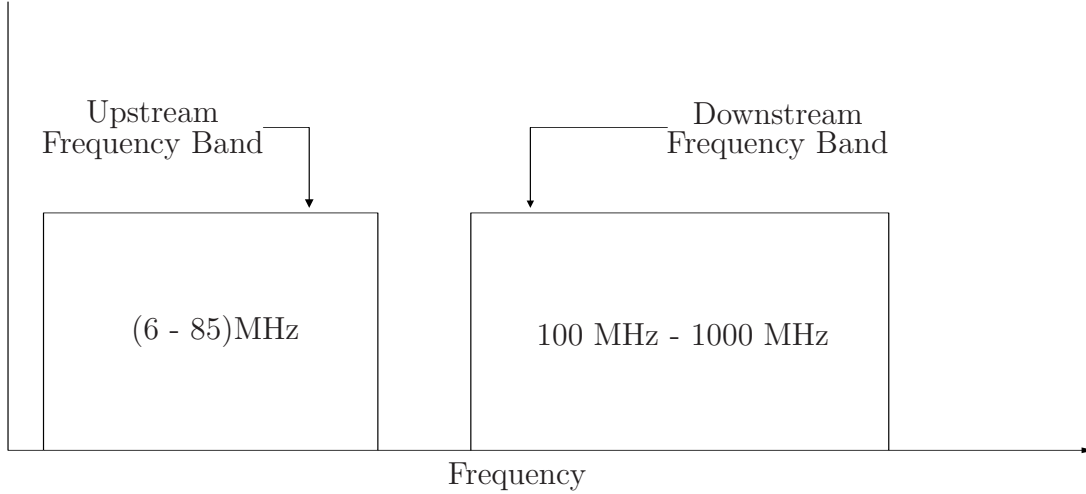 Upstream
Frequency Band
Downstream
Frequency Band
(6 - 85)MHz
100 MHz - 1000 MHz
Frequency